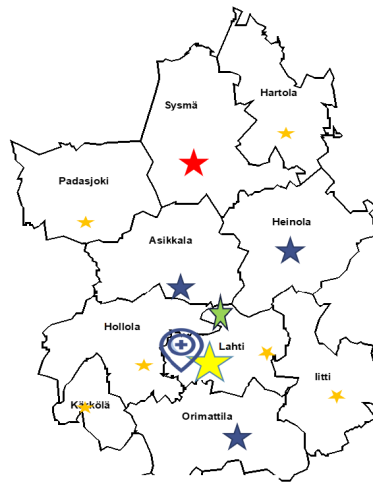 Hartola
Sysmä
Padasjoki
Heinola
Asikkala
Hollola
Lahti
Iitti
Kärkölä
Orimattila